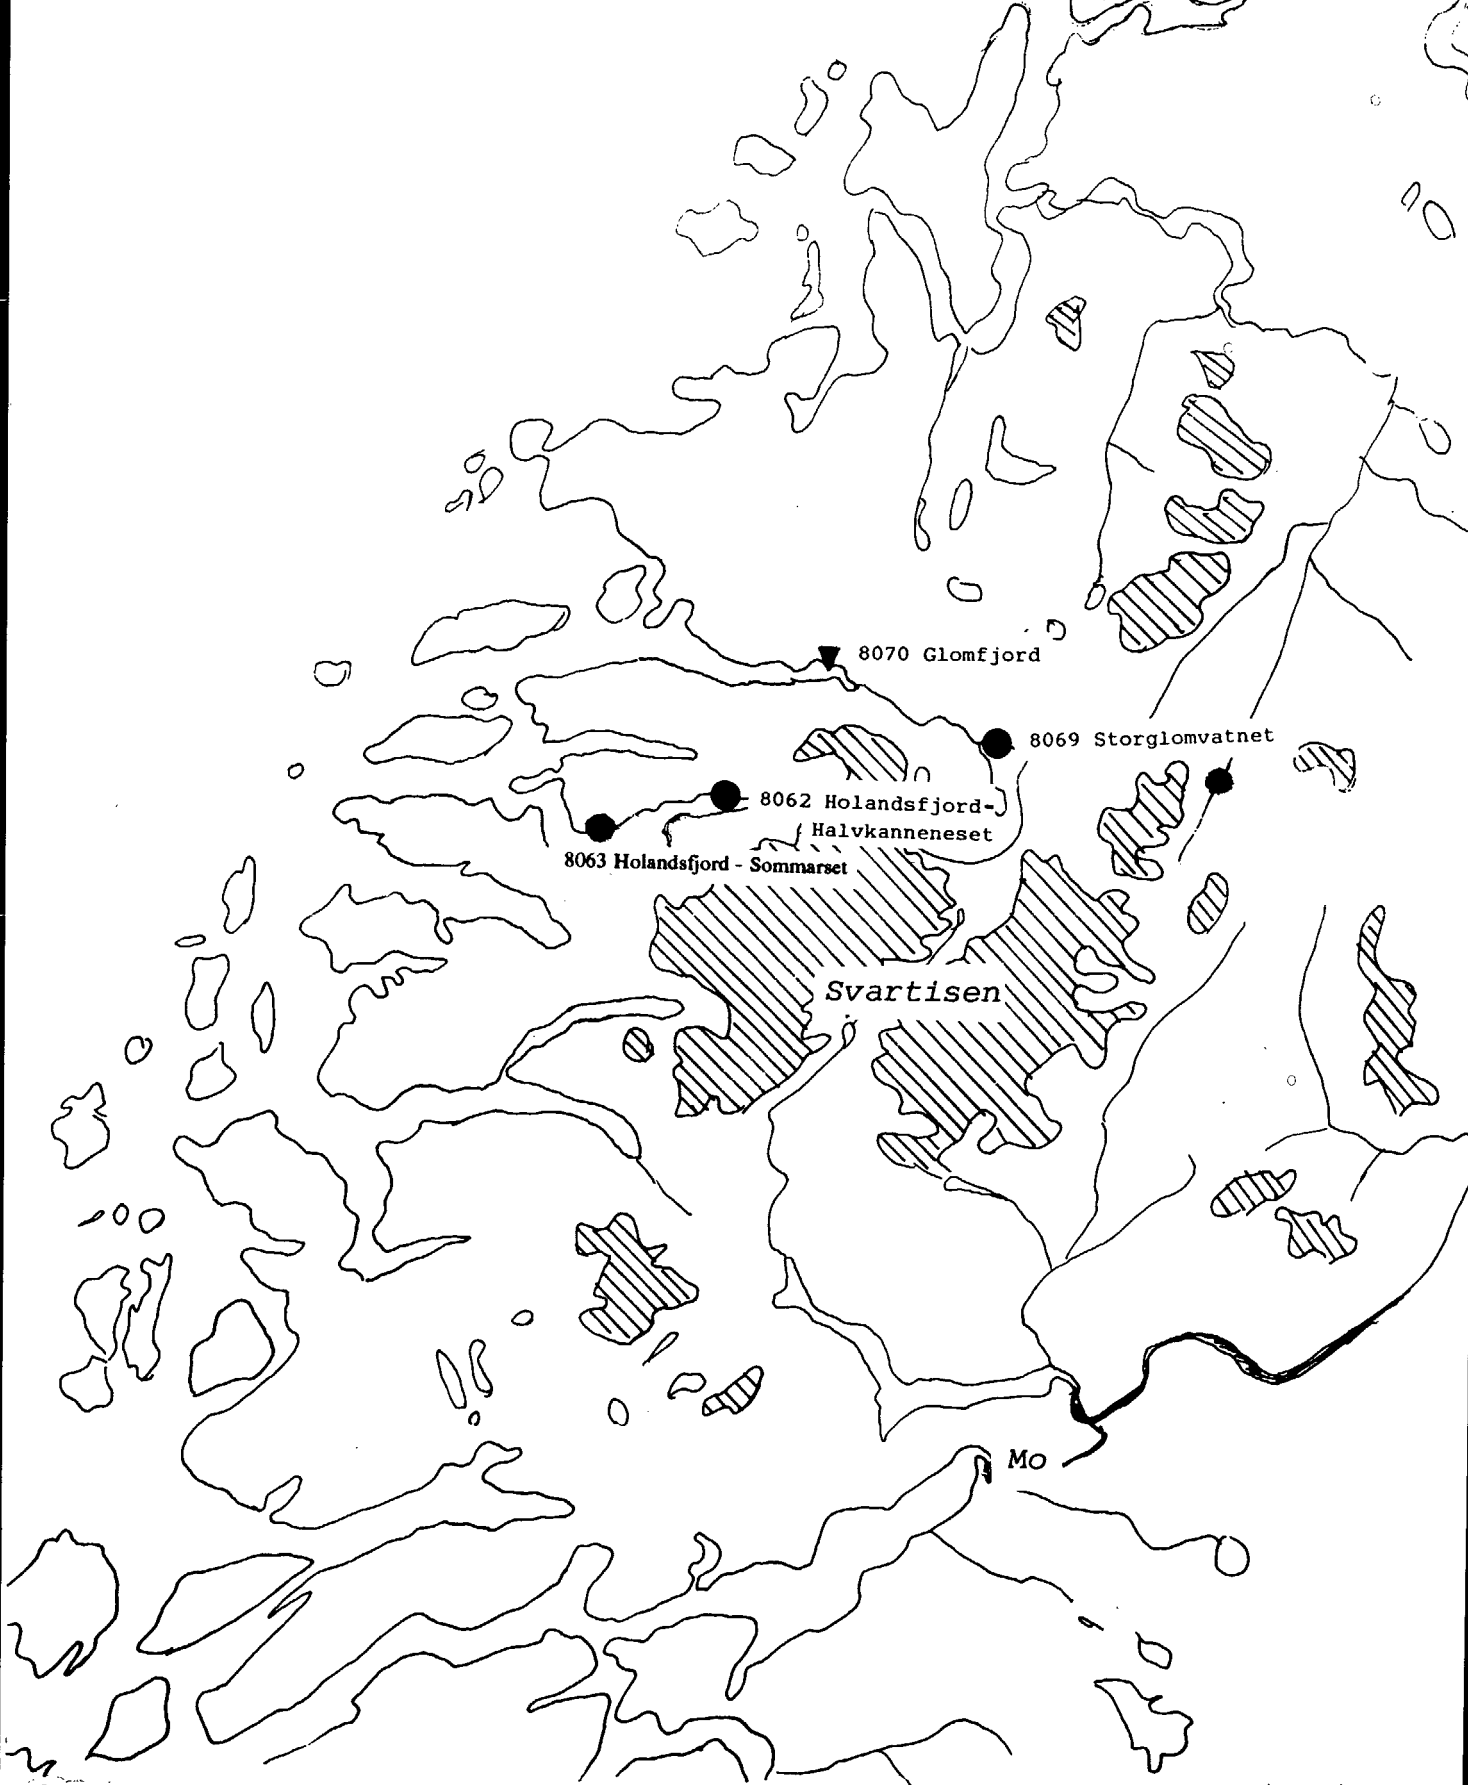 8070 Glomfjord
8069 Storglomvatnet
8062 Holandsfjord-
Halvkanneneset
8063 Holandsfjord - Sommarset
Svartisen
Mo